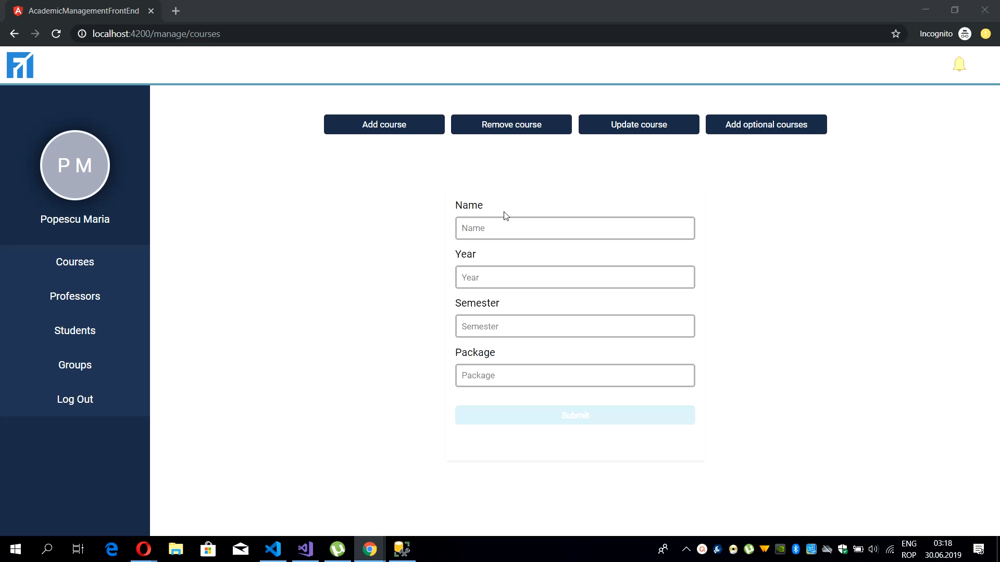 AcademicManagementFrontEnd
localhost:4200/manage/courses
Incognito
Add course
Remove course
Update course
Add optional courses
P M
Popescu Maria
Courses
Professors
Students
Groups
Log Out
Name
Name
Year
Year
Semester
Semester
Package
Package
Submit
ENG
ROP
03:18
30.06.2019